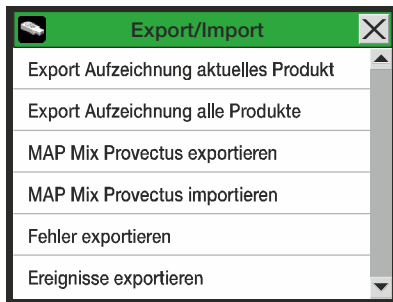 Export/Import
Export Aufzeichnung aktuelles Produkt
Export Aufzeichnung alle Produkte
MAP Mix Provectus exportieren
MAP Mix Provectus importieren
Fehler exportieren
Ereignisse exportieren